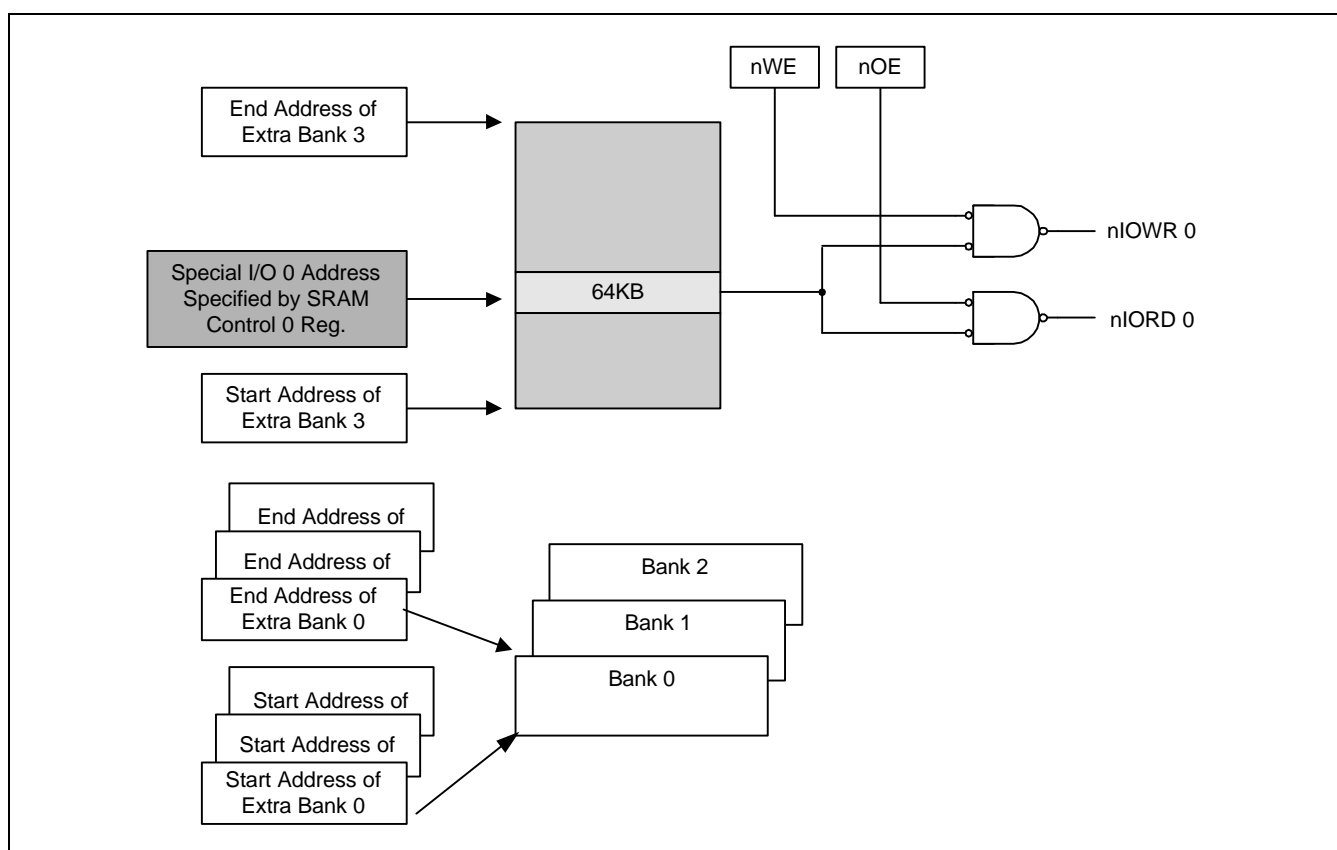 nWE
nOE
End Address of
Extra Bank 3
nIOWR 0
Special I/O 0 Address
Specified by SRAM
Control 0 Reg.
64KB
nIORD 0
Start Address of
Extra Bank 3
End Address of
End Address of
End Address of
Extra Bank 0
Bank 2
Bank 1
Bank 0
Start Address of
Start Address of
Start Address of
Extra Bank 0